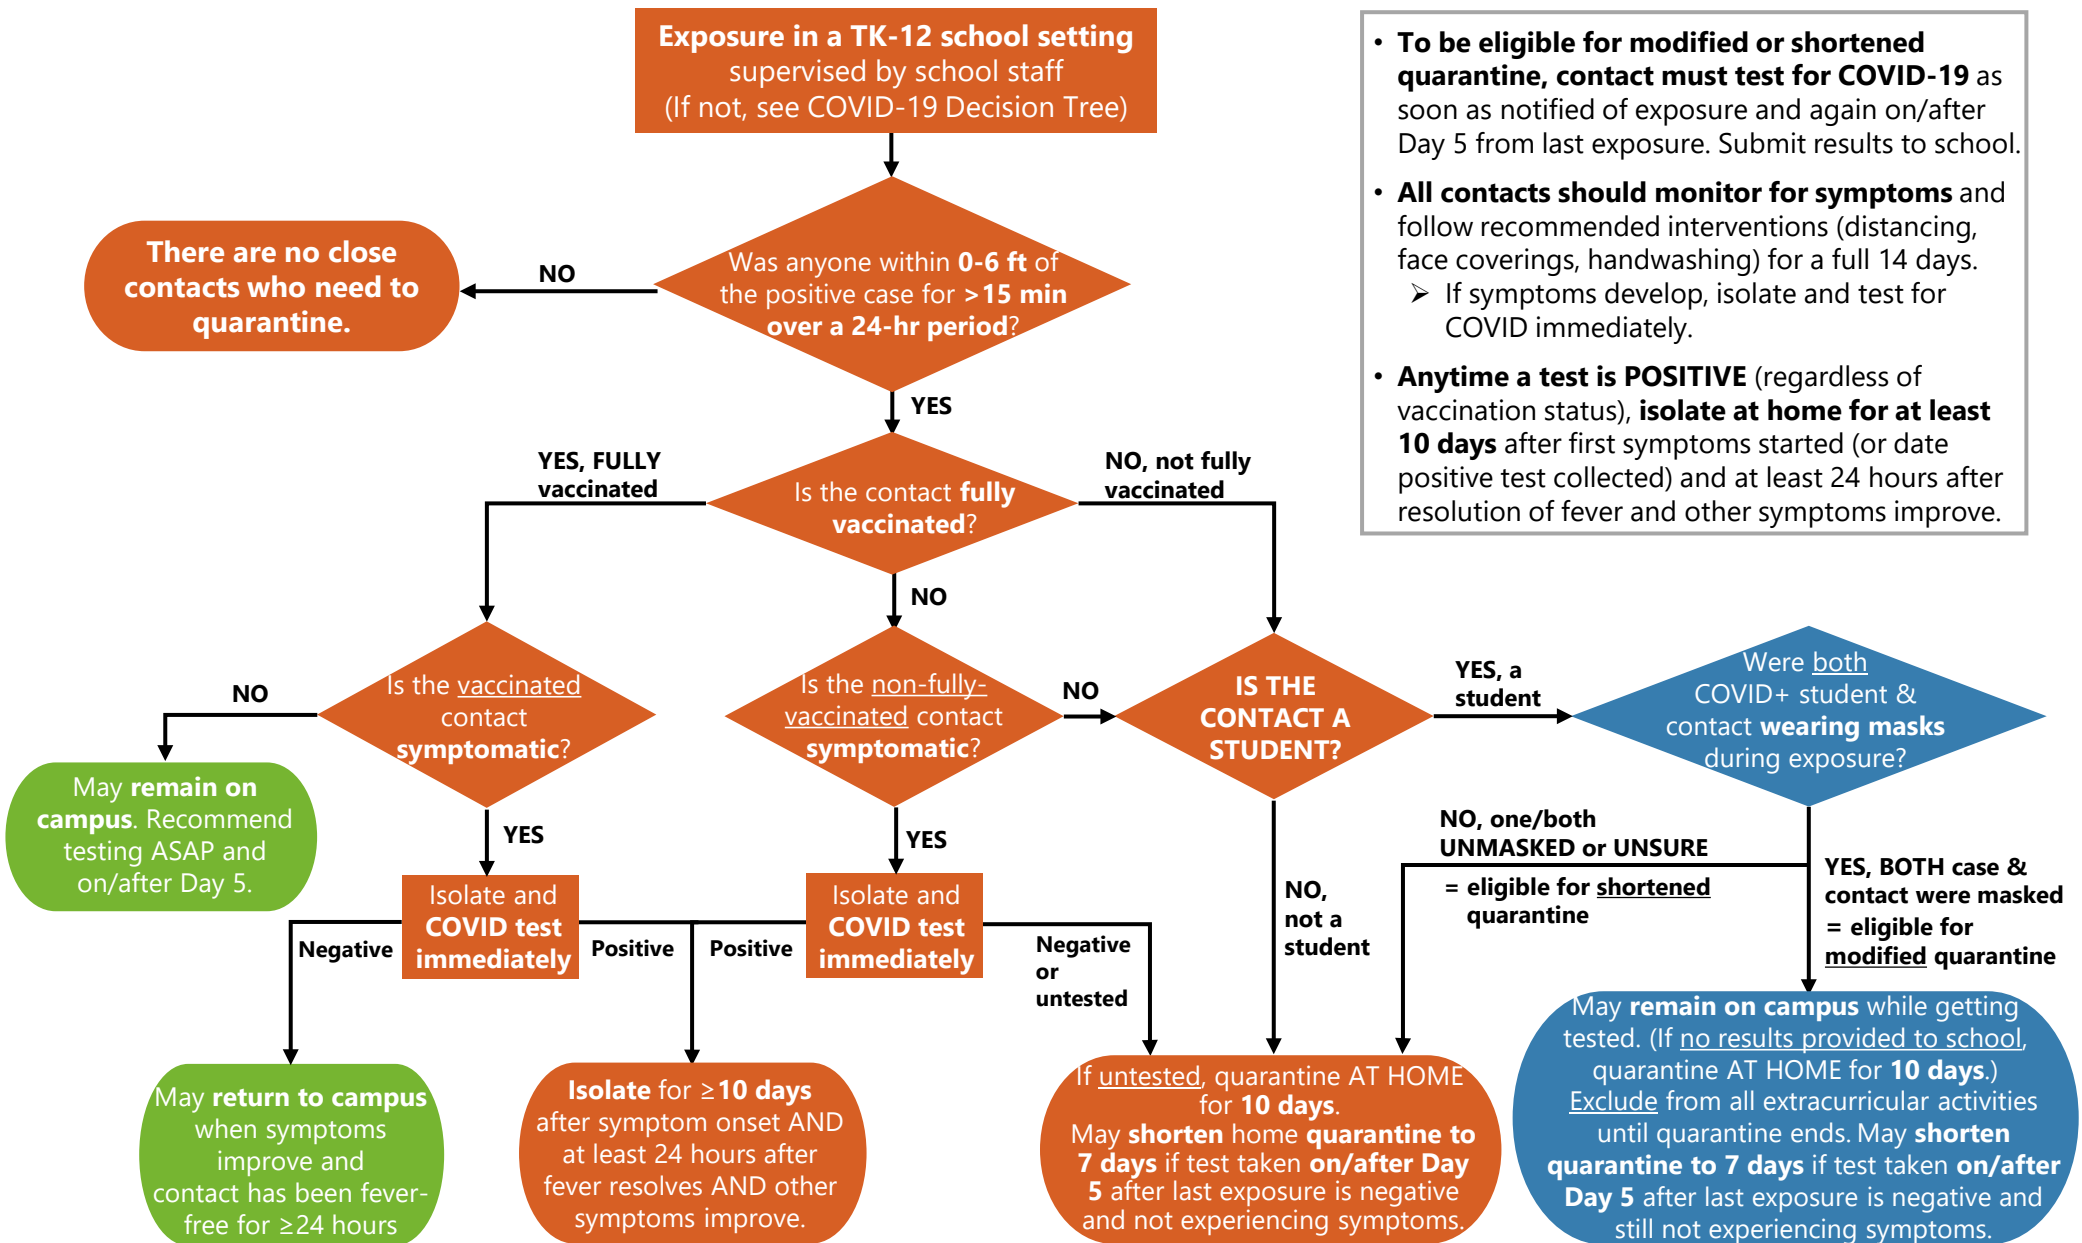 Exposure in a TK-12 school setting
supervised by school staff
(If not, see COVID-19 Decision Tree)
• To be eligible for modified or shortened
quarantine, contact must test for COVID-19 as
soon as notified of exposure and again on/after
Day 5 from last exposure. Submit results to school.
• All contacts should monitor for symptoms and
follow recommended interventions (distancing,
face coverings, handwashing) for a full 14 days.
➢ If symptoms develop, isolate and test for
COVID immediately.
• Anytime a test is POSITIVE (regardless of
vaccination status), isolate at home for at least
10 days after first symptoms started (or date
positive test collected) and at least 24 hours after
resolution of fever and other symptoms improve.
Was anyone within 0-6 ft of
the positive case for >15 min
over a 24-hr period?
NO
There are no close
contacts who need to
quarantine.
YES
Is the contact fully
vaccinated?
YES, FULLY
vaccinated
NO, not fully
vaccinated
NO
Is the vaccinated
contact
symptomatic?
NO
May remain on
campus. Recommend
testing ASAP and
on/after Day 5.
YES
Isolate and
COVID test
immediately
Negative
Positive
May return to campus
when symptoms
improve and
contact has been fever-
free for ≥24 hours
Is the non-fully-
vaccinated contact
symptomatic?
NO
YES
Isolate and
COVID test
immediately
Positive
Negative
or
untested
Isolate for ≥10 days
after symptom onset AND
at least 24 hours after
fever resolves AND other
symptoms improve.
IS THE
CONTACT A
STUDENT?
YES, a
student
NO,
not a
student
Were both
COVID+ student &
contact wearing masks
during exposure?
NO, one/both
UNMASKED or UNSURE
= eligible for shortened
quarantine
YES, BOTH case &
contact were masked
= eligible for
modified quarantine
If untested, quarantine AT HOME
for 10 days.
May shorten home quarantine to
7 days if test taken on/after Day
5 after last exposure is negative
and not experiencing symptoms.
May remain on campus while getting
tested. (If no results provided to school,
quarantine AT HOME for 10 days.)
Exclude from all extracurricular activities
until quarantine ends. May shorten
quarantine to 7 days if test taken on/after
Day 5 after last exposure is negative and
still not experiencing symptoms.